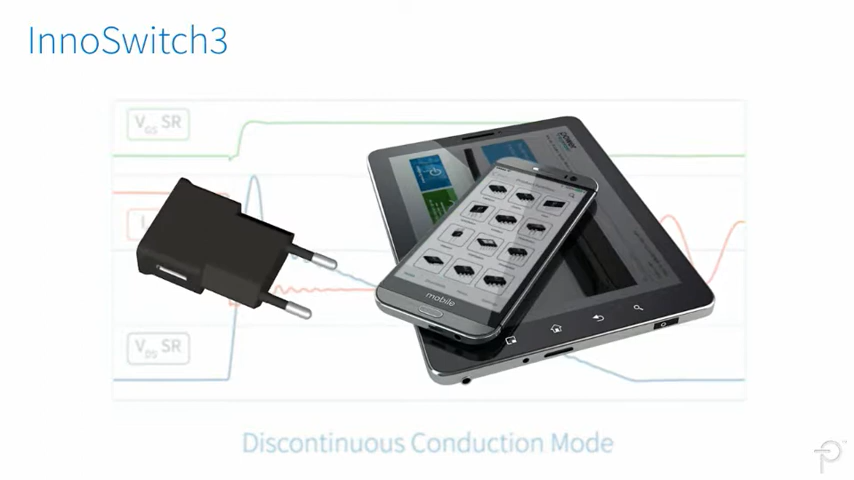 InnoSwitch3
VGS SR
VDS SR
mobile
Discontinuous Conduction Mode